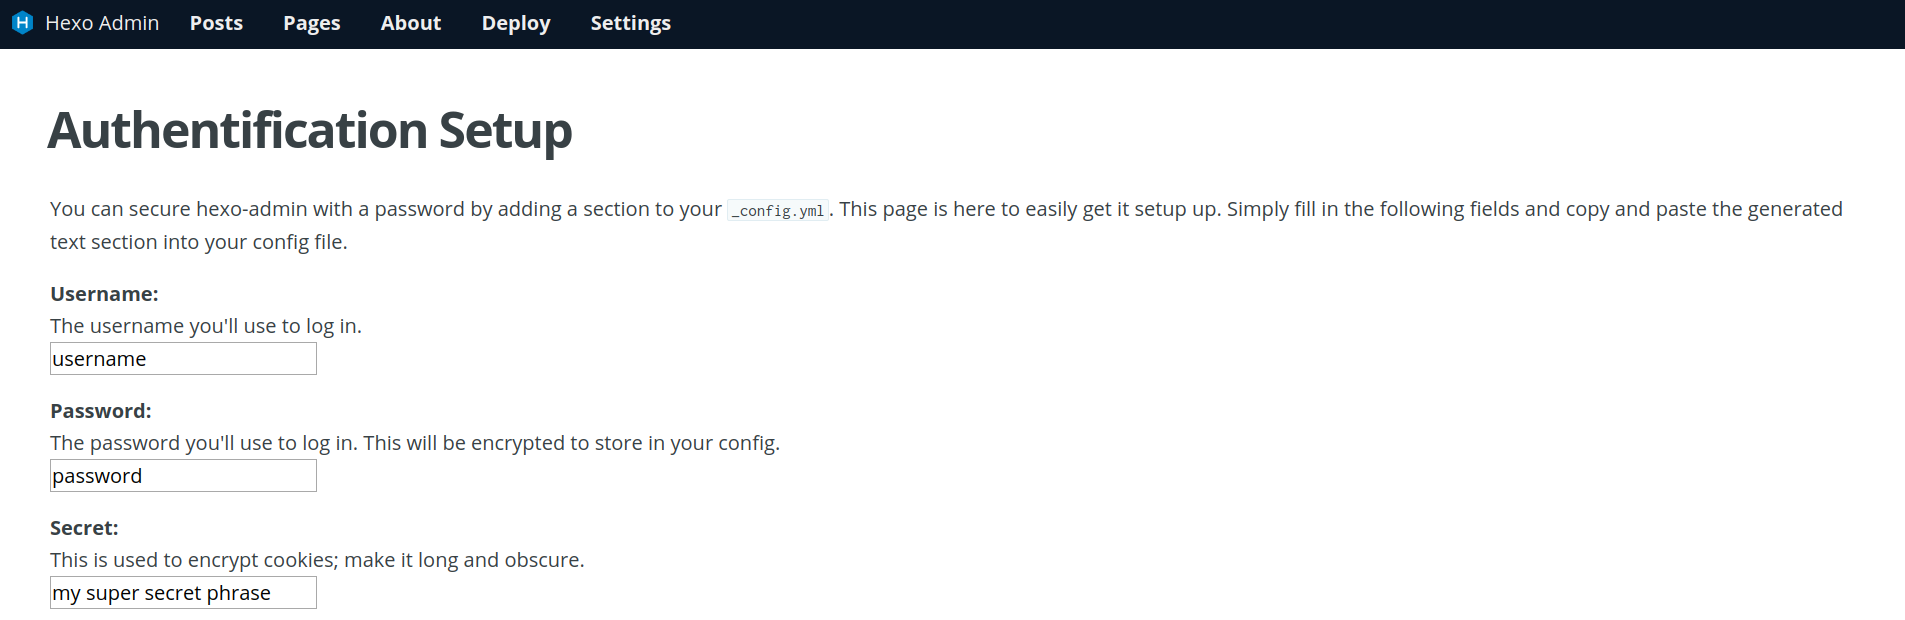 Hexo Admin Posts Pages About Deploy Settings
Authentification Setup
You can secure hexo-admin with a password by adding a section to your _config.yml. This page is here to easily get it setup up. Simply fill in the following fields and copy and paste the generated
text section into your config file.
Username:
The username you'll use to log in.
username
Password:
The password you'll use to log in. This will be encrypted to store in your config.
password
Secret:
This is used to encrypt cookies; make it long and obscure.
my super secret phrase